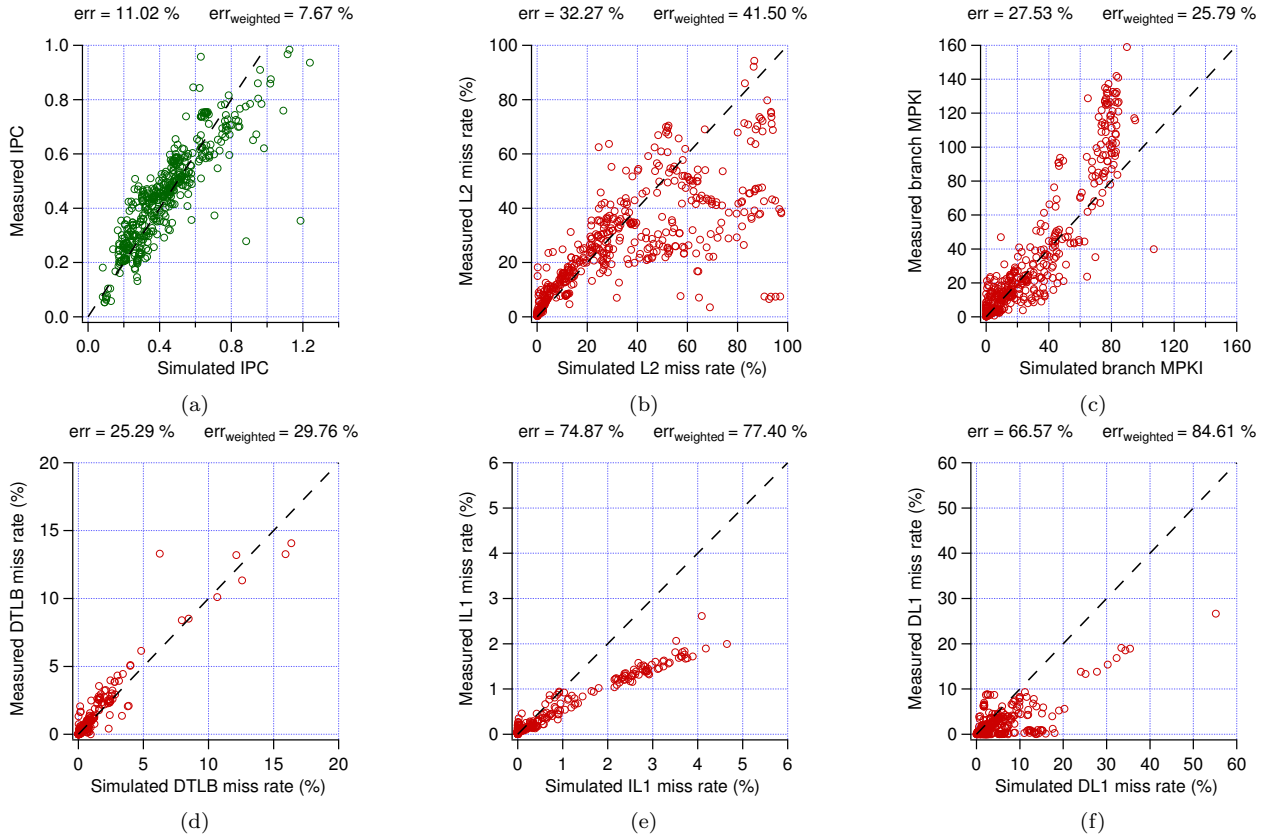 err = 11.02 % err_weighted = 7.67 %
Measured IPC
1.0
0.8
0.6
0.4
0.2
0.0
0.0 0.4 0.8 1.2
Simulated IPC
(a)
err = 32.27 % err_weighted = 41.50 %
Measured L2 miss rate (%)
100
80
60
40
20
0
0 20 40 60 80 100
Simulated L2 miss rate (%)
(b)
err = 27.53 % err_weighted = 25.79 %
Measured branch MPKI
160
140
120
100
80
60
40
20
0
0 40 80 120 160
Simulated branch MPKI
(c)
err = 25.29 % err_weighted = 29.76 %
Measured DTLB miss rate (%)
20
15
10
5
0
0 5 10 15 20
Simulated DTLB miss rate (%)
(d)
err = 74.87 % err_weighted = 77.40 %
Measured IL1 miss rate (%)
6
5
4
3
2
1
0
0 1 2 3 4 5 6
Simulated IL1 miss rate (%)
(e)
err = 66.57 % err_weighted = 84.61 %
Measured DL1 miss rate (%)
60
50
40
30
20
10
0
0 10 20 30 40 50 60
Simulated DL1 miss rate (%)
(f)